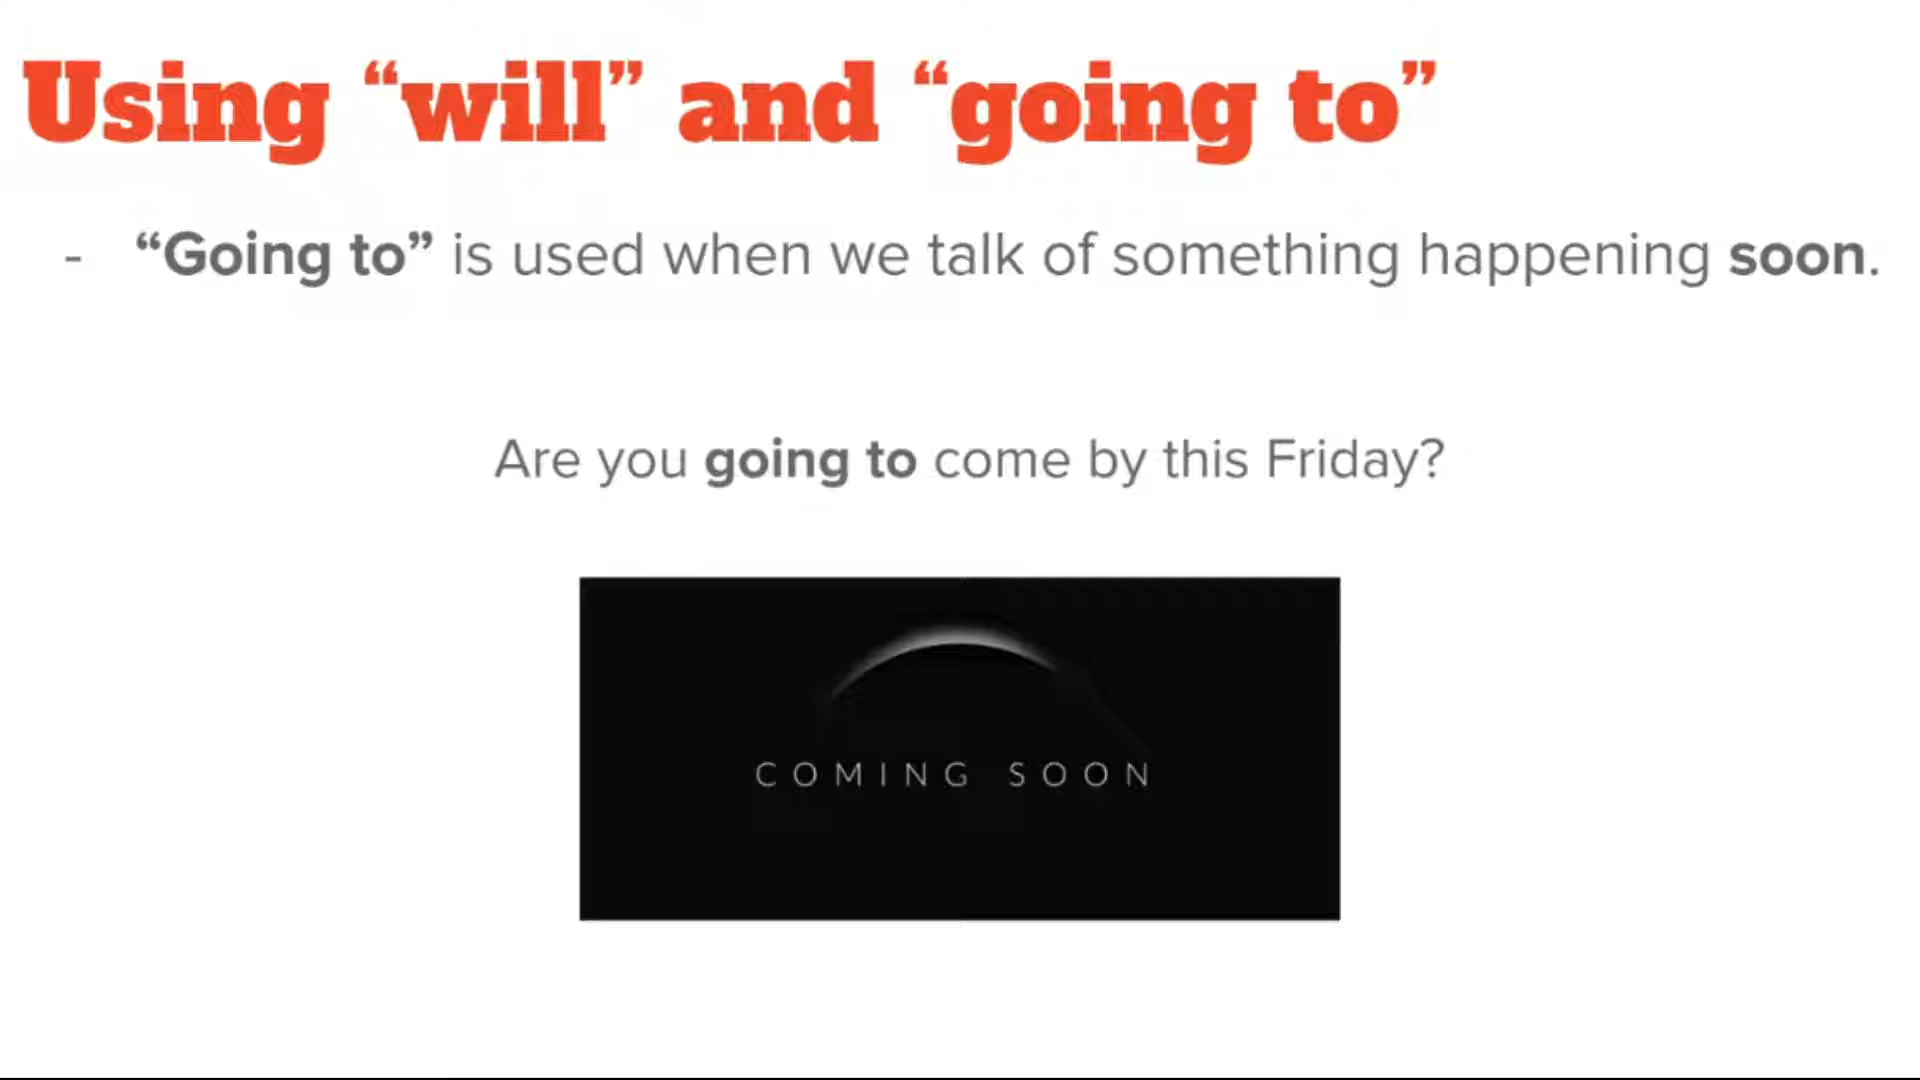 Using “will” and “going to”
- “Going to” is used when we talk of something happening soon.
Are you going to come by this Friday?
COMING SOON